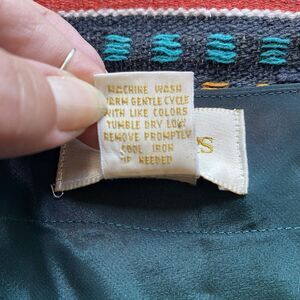 MACHINE WASH
WARM GENTLE CYCLE
WITH LIKE COLORS
TUMBLE DRY LOW
REMOVE PROMPTLY
COOL IRON
IF NEEDED